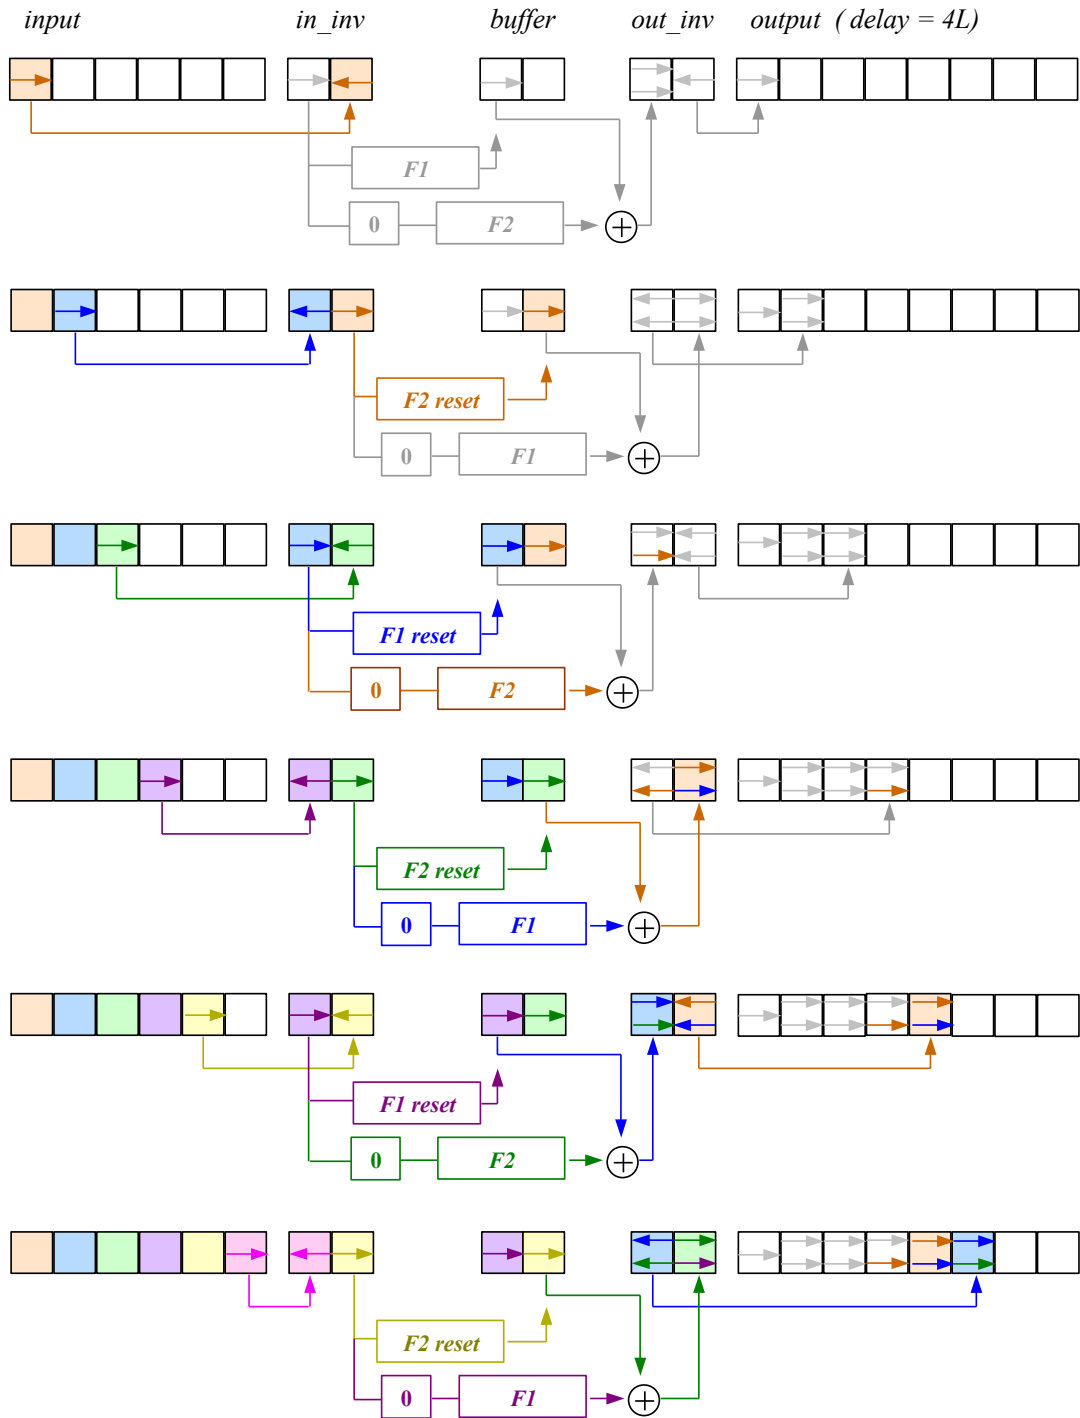 input in_inv buffer out_inv output ( delay = 4L)
F1
0 F2
F2 reset
0 F1
F1 reset
0 F2
F2 reset
0 F1
F1 reset
0 F2
F2 reset
0 F1